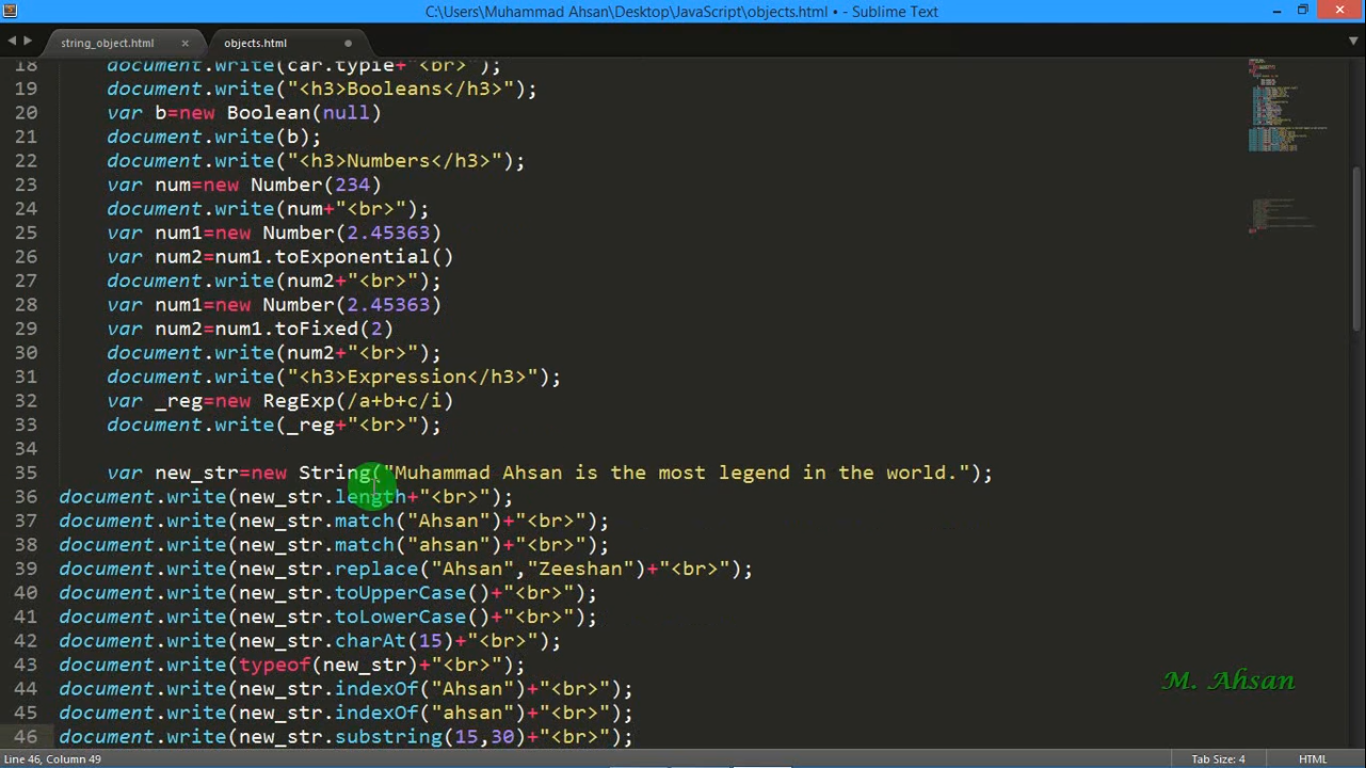 C:\Users\Muhammad Ahsan\Desktop\JavaScript\objects.html • - Sublime Text
string_object.html × objects.html
18 document.write(car.typie+"<br>");
19 document.write("<h3>Booleans</h3>");
20 var b=new Boolean(null)
21 document.write(b);
22 document.write("<h3>Numbers</h3>");
23 var num=new Number(234)
24 document.write(num+"<br>");
25 var num1=new Number(2.45363)
26 var num2=num1.toExponential()
27 document.write(num2+"<br>");
28 var num1=new Number(2.45363)
29 var num2=num1.toFixed(2)
30 document.write(num2+"<br>");
31 document.write("<h3>Expression</h3>");
32 var _reg=new RegExp(/a+b+c/i)
33 document.write(_reg+"<br>");
34
35 var new_str=new String("Muhammad Ahsan is the most legend in the world.");
36 document.write(new_str.length+"<br>");
37 document.write(new_str.match("Ahsan")+"<br>");
38 document.write(new_str.match("ahsan")+"<br>");
39 document.write(new_str.replace("Ahsan","Zeeshan")+"<br>");
40 document.write(new_str.toUpperCase()+"<br>");
41 document.write(new_str.toLowerCase()+"<br>");
42 document.write(new_str.charAt(15)+"<br>");
43 document.write(typeof(new_str)+"<br>");
44 document.write(new_str.indexOf("Ahsan")+"<br>");
45 document.write(new_str.indexOf("ahsan")+"<br>");
46 document.write(new_str.substring(15,30)+"<br>");
M. Ahsan
Line 46, Column 49 Tab Size: 4 HTML